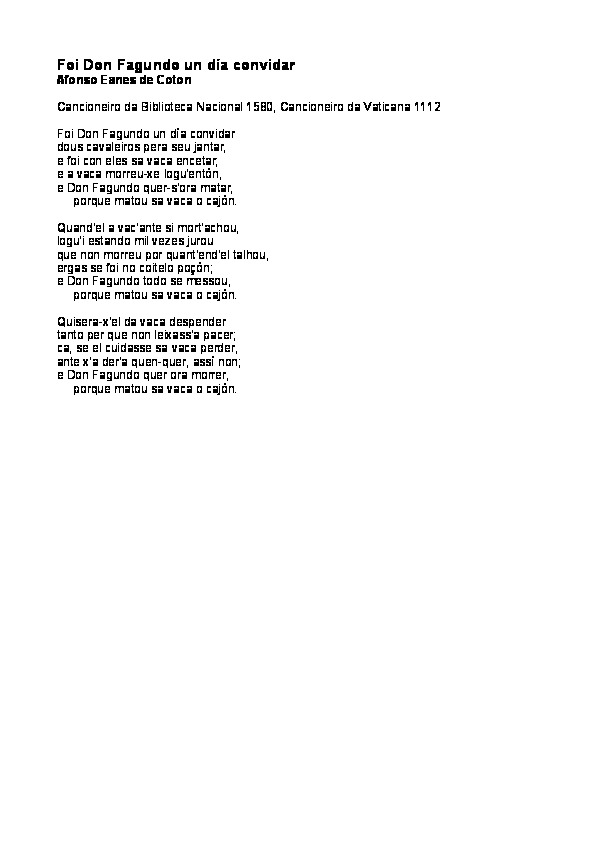 Foi Don Fagundo un día convidar
Afonso Eanes de Coton
Cancioneiro da Biblioteca Nacional 1580, Cancioneiro da Vaticana 1112
Foi Don Fagundo un día convidar
dous cavaleiros pera seu jantar,
e foi con eles sa vaca encetar;
e a vaca morreu-xe logu'entón,
e Don Fagundo quer-s'ora matar,
porque matou sa vaca o cajón.
Quand'el a vac'ante si mort'achou,
logu'i estando mil vezes jurou
que non morreu por quant'end'el talhou,
ergas se foi no coitelo poçón;
e Don Fagundo todo se messou,
porque matou sa vaca o cajón.
Quisera-x'el da vaca despender
tanto per que non leixass'a pacer;
ca, se el cuidasse sa vaca perder,
ante x'a der'a quen-quer, assí non;
e Don Fagundo quer ora morrer,
porque matou sa vaca o cajón.